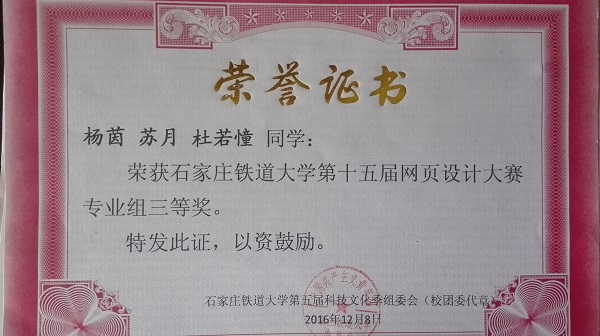 荣誉证书
杨茵 苏月 杜若憧 同学：
荣获石家庄铁道大学第十五届网页设计大赛
专业组三等奖。
特发此证，以资鼓励。
石家庄铁道大学第五届科技文化季组委会（校团委代章）
2016年12月8日